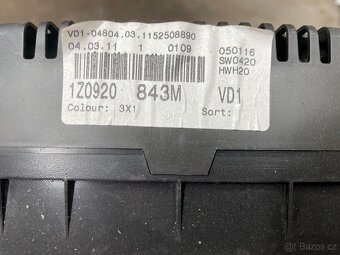 VD1-04804.03.1152508890
04.03.11 1 0109 050116
SW0420
HWH20
1Z0920 843M VD1
Colour: 3X1 Sort:
bazos.cz